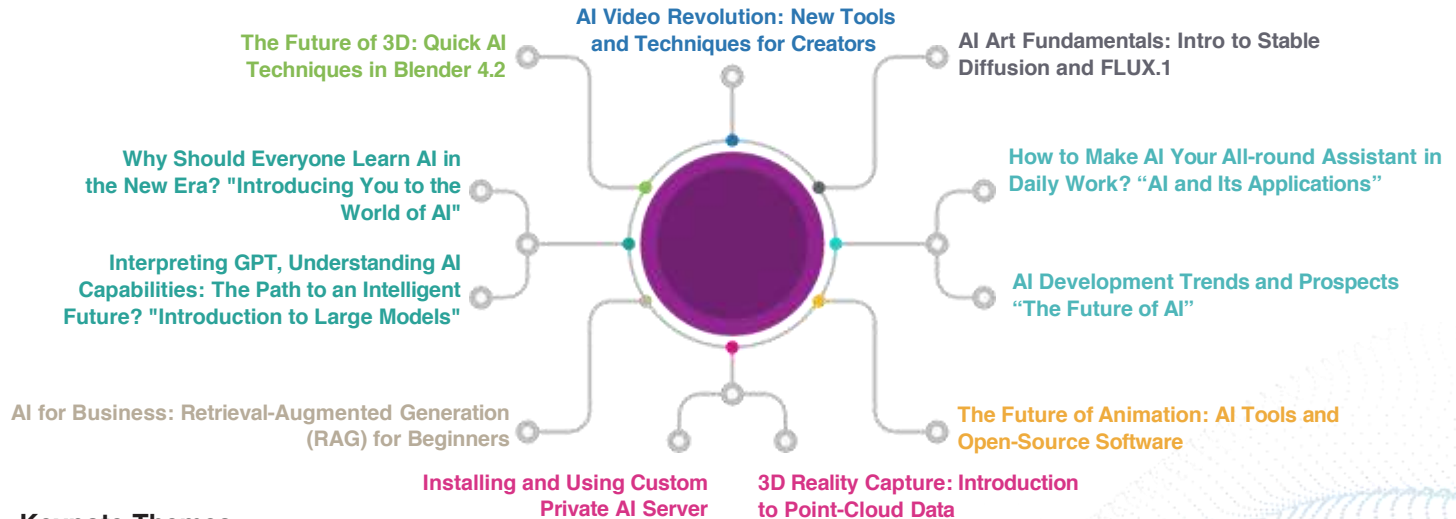 AI Video Revolution: New Tools
and Techniques for Creators
The Future of 3D: Quick AI
Techniques in Blender 4.2
AI Art Fundamentals: Intro to Stable
Diffusion and FLUX.1
Why Should Everyone Learn AI in
the New Era? "Introducing You to the
World of AI"
How to Make AI Your All-round Assistant in
Daily Work? “AI and Its Applications”
Interpreting GPT, Understanding AI
Capabilities: The Path to an Intelligent
Future? "Introduction to Large Models"
AI Development Trends and Prospects
“The Future of AI”
AI for Business: Retrieval-Augmented Generation
(RAG) for Beginners
The Future of Animation: AI Tools and
Open-Source Software
Installing and Using Custom
Private AI Server
3D Reality Capture: Introduction
to Point-Cloud Data
Keynote Themes